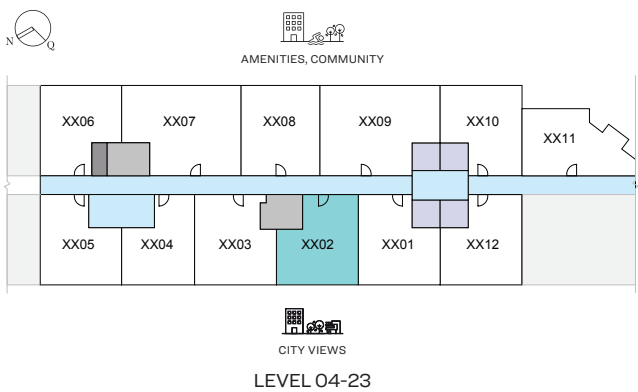 N
Q
AMENITIES, COMMUNITY
XX06 XX07 XX08 XX09 XX10 XX11
XX05 XX04 XX03 XX02 XX01 XX12
CITY VIEWS
LEVEL 04-23